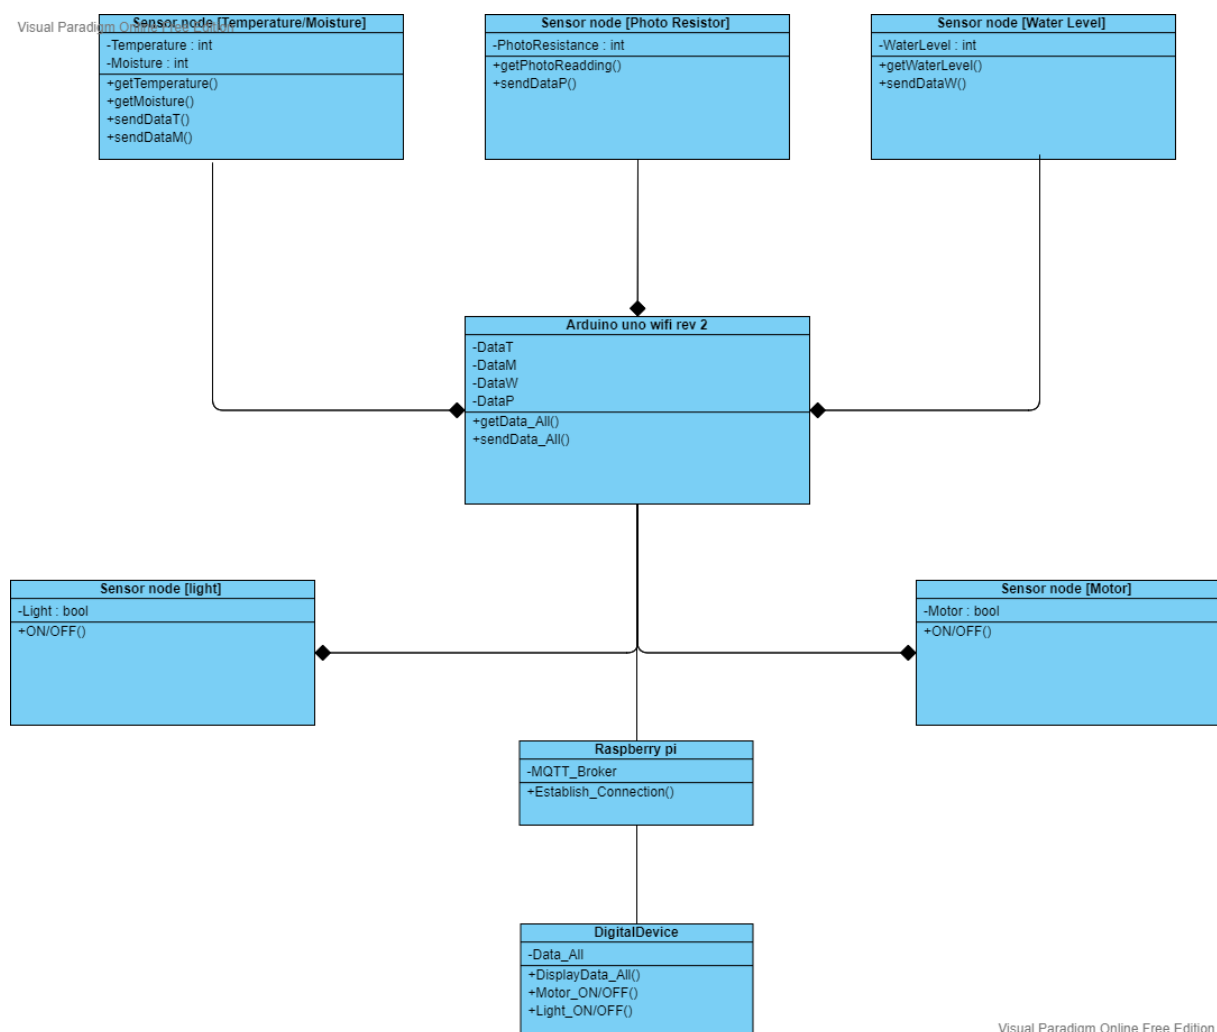 Visual Paradigm Online Free Edition
Sensor node [Temperature/Moisture]
-Temperature : int
-Moisture : int
+getTemperature()
+getMoisture()
+sendDataT()
+sendDataM()
Sensor node [Photo Resistor]
-PhotoResistance : int
+getPhotoReadding()
+sendDataP()
Sensor node [Water Level]
-WaterLevel : int
+getWaterLevel()
+sendDataW()
Arduino uno wifi rev 2
-DataT
-DataM
-DataW
-DataP
+getData_All()
+sendData_All()
Sensor node [light]
-Light : bool
+ON/OFF()
Sensor node [Motor]
-Motor : bool
+ON/OFF()
Raspberry pi
-MQTT_Broker
+Establish_Connection()
DigitalDevice
-Data_All
+DisplayData_All()
+Motor_ON/OFF()
+Light_ON/OFF()
Visual Paradigm Online Free Edition